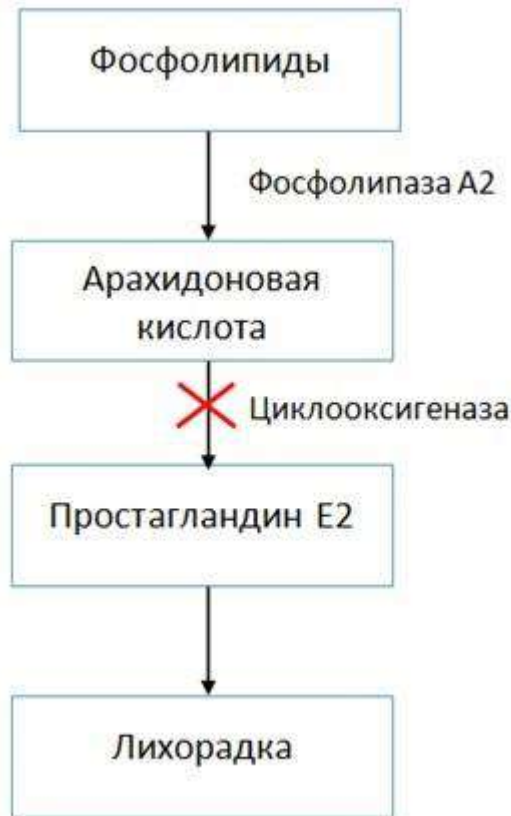 Фосфолипиды
Фосфолипаза А2
Арахидоновая
кислота
Циклооксигеназа
Простагландин Е2
Лихорадка